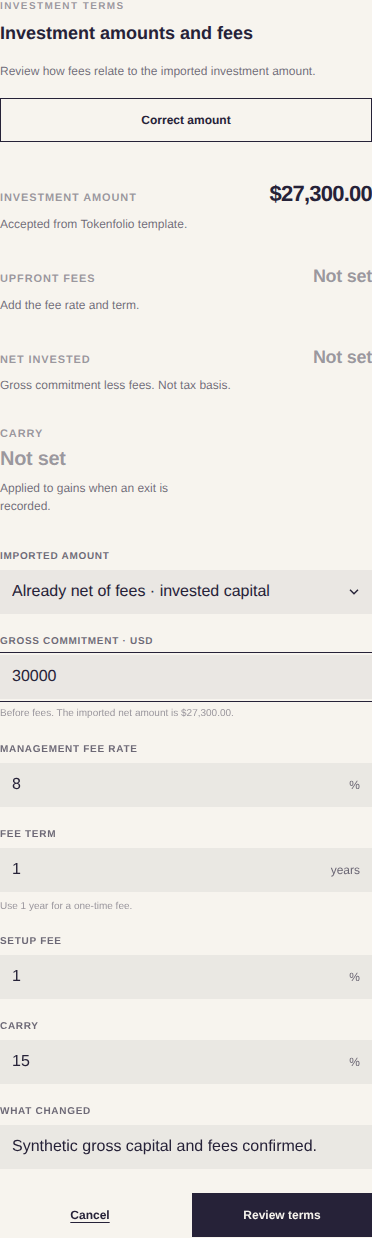 INVESTMENT TERMS
Investment amounts and fees
Review how fees relate to the imported investment amount.
Correct amount
INVESTMENT AMOUNT $27,300.00
Accepted from Tokenfolio template.
UPFRONT FEES Not set
Add the fee rate and term.
NET INVESTED Not set
Gross commitment less fees. Not tax basis.
CARRY
Not set
Applied to gains when an exit is
recorded.
IMPORTED AMOUNT
Already net of fees · invested capital
GROSS COMMITMENT · USD
30000
Before fees. The imported net amount is $27,300.00.
MANAGEMENT FEE RATE
8 %
FEE TERM
1 years
Use 1 year for a one-time fee.
SETUP FEE
1 %
CARRY
15 %
WHAT CHANGED
Synthetic gross capital and fees confirmed.
Cancel Review terms